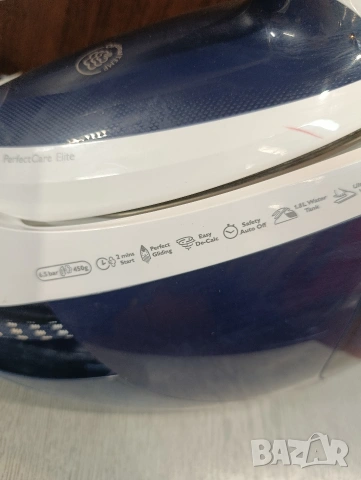 PerfectCare Elite
6.5 bar 450g
2 mins Start
Perfect Gliding
Easy De-Calc
Safety Auto Off
1.8L Water Tank
BAZAR